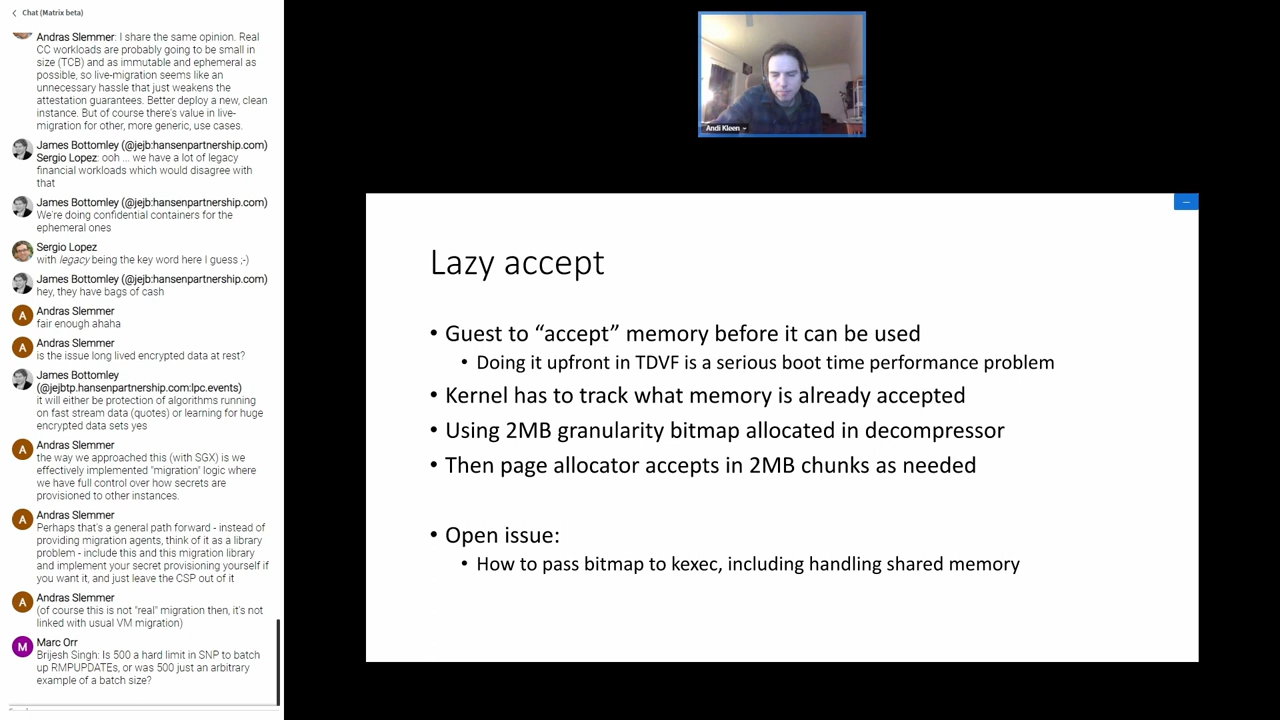 Chat (Matrix beta)
Andras Slemmer: I share the same opinion. Real
CC workloads are probably going to be small in
size (TCB) and as immutable and ephemeral as
possible, so live-migration seems like an
unnecessary hassle that just weakens the
attestation guarantees. Better deploy a new, clean
instance. But of course there's value in live-
migration for other, more generic, use cases.
James Bottomley (@jejb:hansenpartnership.com)
Sergio Lopez: ooh ... we have a lot of legacy
financial workloads which would disagree with
that
James Bottomley (@jejb:hansenpartnership.com)
We're doing confidential containers for the
ephemeral ones
Sergio Lopez
with legacy being the key word here I guess ;-)
James Bottomley (@jejb:hansenpartnership.com)
hey, they have bags of cash
A
Andras Slemmer
fair enough ahaha
A
Andras Slemmer
is the issue long lived encrypted data at rest?
James Bottomley
(@jejbtp.hansenpartnership.com:lpc.events)
it will either be protection of algorithms running
on fast stream data (quotes) or learning for huge
encrypted data sets yes
A
Andras Slemmer
the way we approached this (with SGX) is we
effectively implemented "migration" logic where
we have full control over how secrets are
provisioned to other instances.
A
Andras Slemmer
Perhaps that's a general path forward - instead of
providing migration agents, think of it as a library
problem - include this and this migration library
and implement your secret provisioning yourself if
you want it, and just leave the CSP out of it
A
Andras Slemmer
(of course this is not "real" migration then, it's not
linked with usual VM migration)
M
Marc Orr
Brijesh Singh: Is 500 a hard limit in SNP to batch
up RMPUPDATEs, or was 500 just an arbitrary
example of a batch size?
Andi Kleen
Lazy accept
• Guest to “accept” memory before it can be used
• Doing it upfront in TDVF is a serious boot time performance problem
• Kernel has to track what memory is already accepted
• Using 2MB granularity bitmap allocated in decompressor
• Then page allocator accepts in 2MB chunks as needed
• Open issue:
• How to pass bitmap to kexec, including handling shared memory